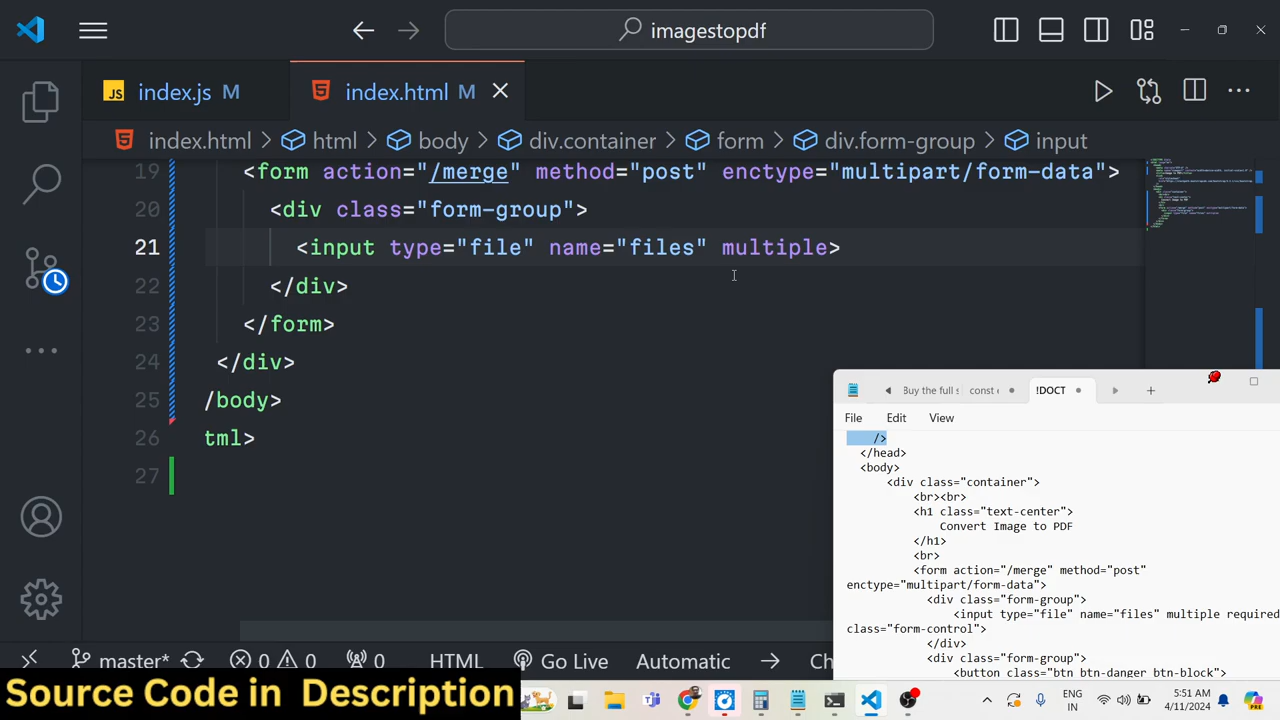 imagestopdf
JS index.js M
index.html M
index.html > html > body > div.container > form > div.form-group > input
19 <form action="/merge" method="post" enctype="multipart/form-data">
20 <div class="form-group">
21 <input type="file" name="files" multiple>
22 </div>
23 </form>
24 </div>
25 /body>
26 tml>
27
Buy the full s
const
!DOCT
File Edit View
/>
</head>
<body>
<div class="container">
<br><br>
<h1 class="text-center">
Convert Image to PDF
</h1>
<br>
<form action="/merge" method="post"
enctype="multipart/form-data">
<div class="form-group">
<input type="file" name="files" multiple required
class="form-control">
</div>
<div class="form-group">
<button class="btn btn-danger btn-block">
master* 0 0 0 HTML Go Live Automatic Ch
Source Code in Description
ENG
IN
5:51 AM
4/11/2024
PRE